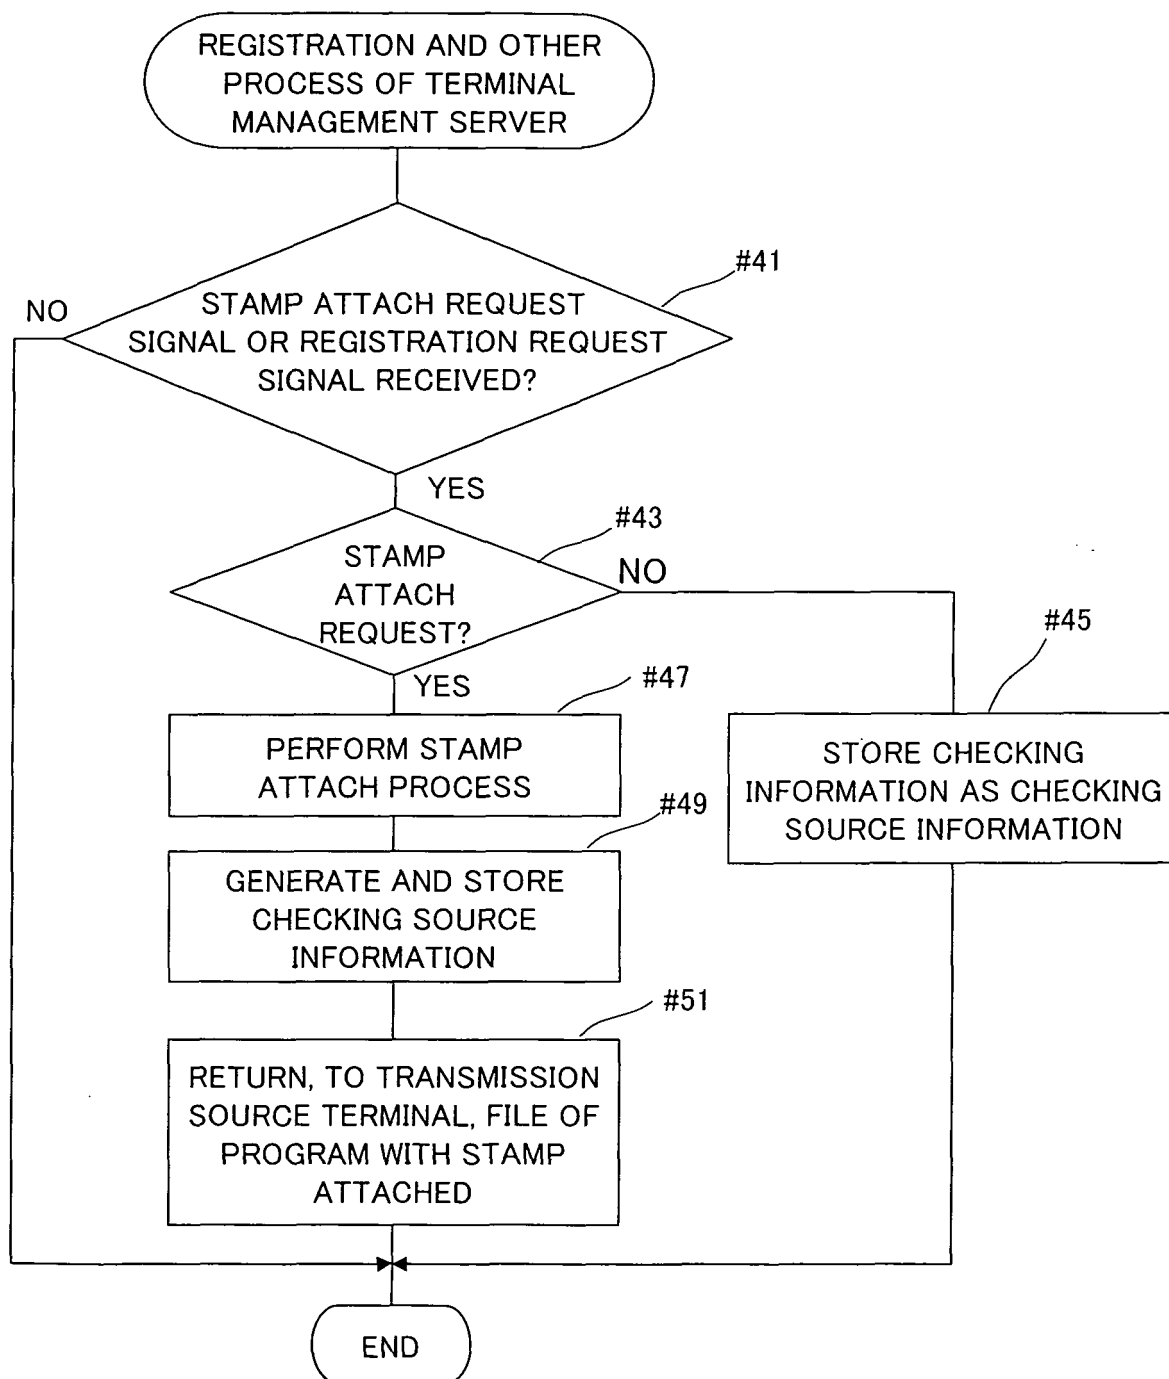 REGISTRATION AND OTHER
PROCESS OF TERMINAL
MANAGEMENT SERVER
#41
NO
STAMP ATTACH REQUEST
SIGNAL OR REGISTRATION REQUEST
SIGNAL RECEIVED?
YES
#43
STAMP
ATTACH
REQUEST?
NO
YES
#45
STORE CHECKING
INFORMATION AS CHECKING
SOURCE INFORMATION
#47
PERFORM STAMP
ATTACH PROCESS
#49
GENERATE AND STORE
CHECKING SOURCE
INFORMATION
#51
RETURN, TO TRANSMISSION
SOURCE TERMINAL, FILE OF
PROGRAM WITH STAMP
ATTACHED
END